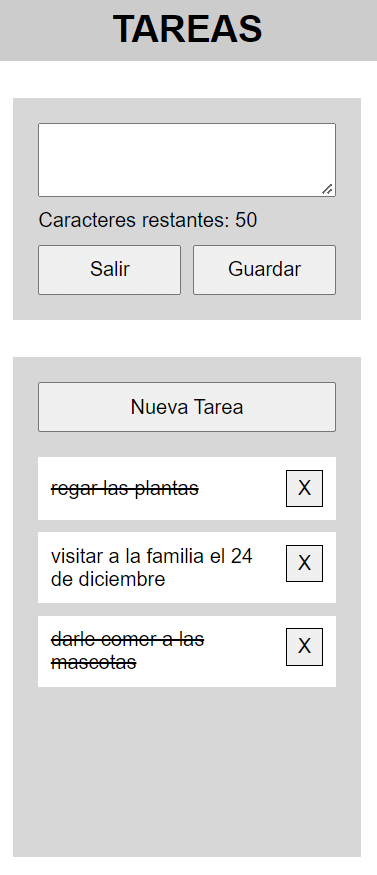 TAREAS
Caracteres restantes: 50
Salir
Guardar
Nueva Tarea
regar las plantas
X
visitar a la familia el 24
de diciembre
X
darle comer a las
mascotas
X